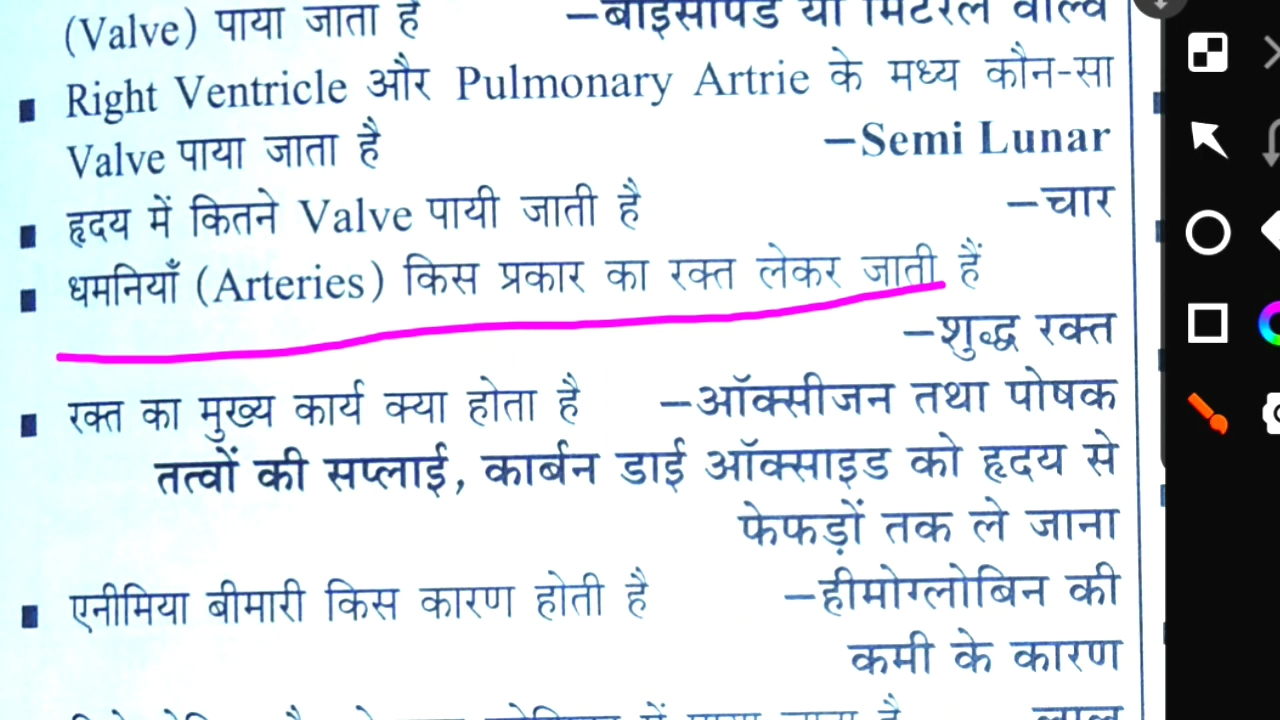 (Valve) पाया जाता है –बाइसपिड या मिटरल वाल्व
Right Ventricle और Pulmonary Artrie के मध्य कौन-सा
Valve पाया जाता है –Semi Lunar
हृदय में कितने Valve पायी जाती है –चार
धमनियाँ (Arteries) किस प्रकार का रक्त लेकर जाती हैं
–शुद्ध रक्त
रक्त का मुख्य कार्य क्या होता है –ऑक्सीजन तथा पोषक
तत्वों की सप्लाई, कार्बन डाई ऑक्साइड को हृदय से
फेफड़ों तक ले जाना
एनीमिया बीमारी किस कारण होती है –हीमोग्लोबिन की
कमी के कारण
में पाया जाता है लाल